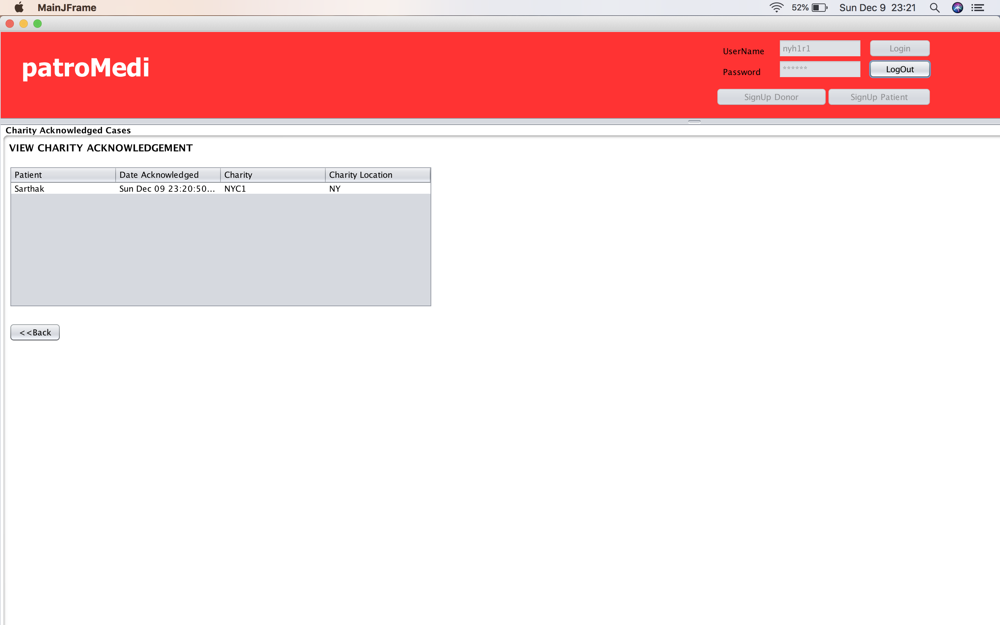 MainJFrame 52% Sun Dec 9 23:21
patroMedi
UserName nyh1r1 Login
Password ****** LogOut
SignUp Donor SignUp Patient
Charity Acknowledged Cases
VIEW CHARITY ACKNOWLEDGEMENT
Patient Date Acknowledged Charity Charity Location
Sarthak Sun Dec 09 23:20:50... NYC1 NY
<<Back